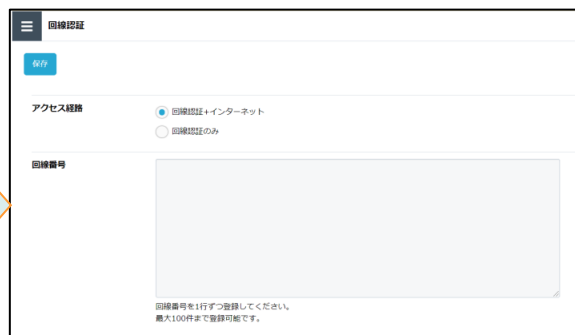 回線認証
保存
アクセス経路
回線認証+インターネット
回線認証のみ
回線番号
回線番号を1行ずつ登録してください。
最大100件まで登録可能です。